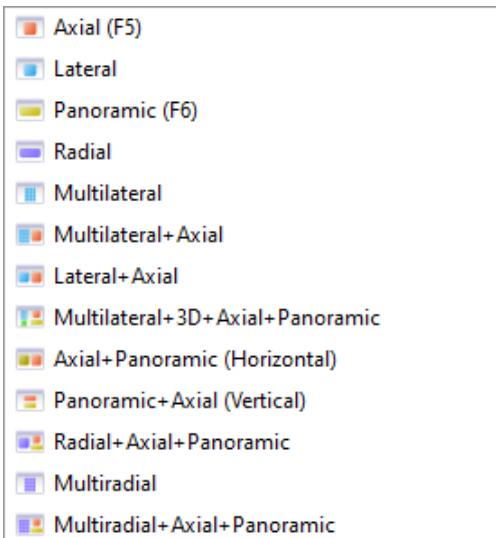 Axial (F5)
Lateral
Panoramic (F6)
Radial
Multilateral
Multilateral+Axial
Lateral+Axial
Multilateral+3D+Axial+Panoramic
Axial+Panoramic (Horizontal)
Panoramic+Axial (Vertical)
Radial+Axial+Panoramic
Multiradial
Multiradial+Axial+Panoramic